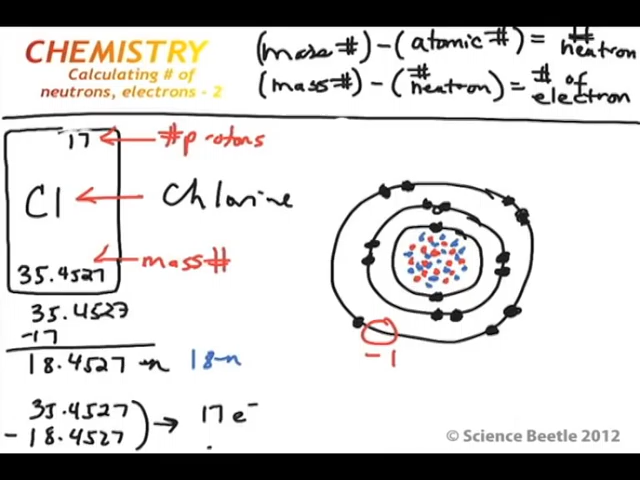 CHEMISTRY
Calculating # of
neutrons, electrons - 2
(mass #) - (atomic #) = # neutron
(mass #) - (# neutron) = # of electron
17 ← # protons
Cl ← Chlorine
← mass #
35.4527
35.4527
-17
18.4527 n 18-n
35.4527
- 18.4527 ) → 17 e⁻
-1
© Science Beetle 2012